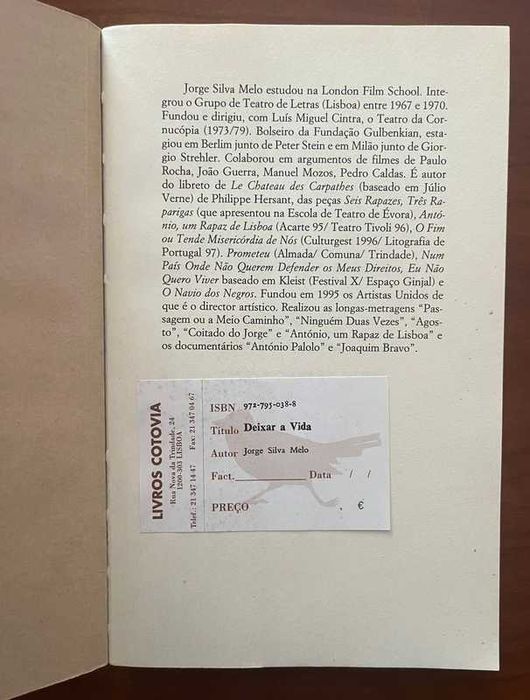 Jorge Silva Melo estudou na London Film School. Inte-
grou o Grupo de Teatro de Letras (Lisboa) entre 1967 e 1970.
Fundou e dirigiu, com Luís Miguel Cintra, o Teatro da Cor-
nucópia (1973/79). Bolseiro da Fundação Gulbenkian, esta-
giou em Berlim junto de Peter Stein e em Milão junto de Gior-
gio Strehler. Colaborou em argumentos de filmes de Paulo
Rocha, João Guerra, Manuel Mozos, Pedro Caldas. É autor
do libreto de Le Chateau des Carpathes (baseado em Júlio
Verne) de Philippe Hersant, das peças Seis Rapazes, Três Ra-
parigas (que apresentou na Escola de Teatro de Évora), Antó-
nio, um Rapaz de Lisboa (Acarte 95/ Teatro Tivoli 96), O Fim
ou Tende Misericórdia de Nós (Culturgest 1996/ Litografia de
Portugal 97). Prometeu (Almada/ Comuna/ Trindade), Num
País Onde Não Querem Defender os Meus Direitos, Eu Não
Quero Viver baseado em Kleist (Festival X/ Espaço Ginjal) e
O Navio dos Negros. Fundou em 1995 os Artistas Unidos de
que é o director artístico. Realizou as longas-metragens "Pas-
sagem ou a Meio Caminho", "Ninguém Duas Vezes", "Agos-
to", "Coitado do Jorge" e "António, um Rapaz de Lisboa" e
os documentários "António Palolo" e "Joaquim Bravo".
LIVROS COTOVIA
Rua Nova da Trindade, 24
1200-303 LISBOA
Telef.: 21 347 14 47 Fax: 21 347 04 67
ISBN 972-795-038-8
Título Deixar a Vida
Autor Jorge Silva Melo
Fact. Data / /
PREÇO . €